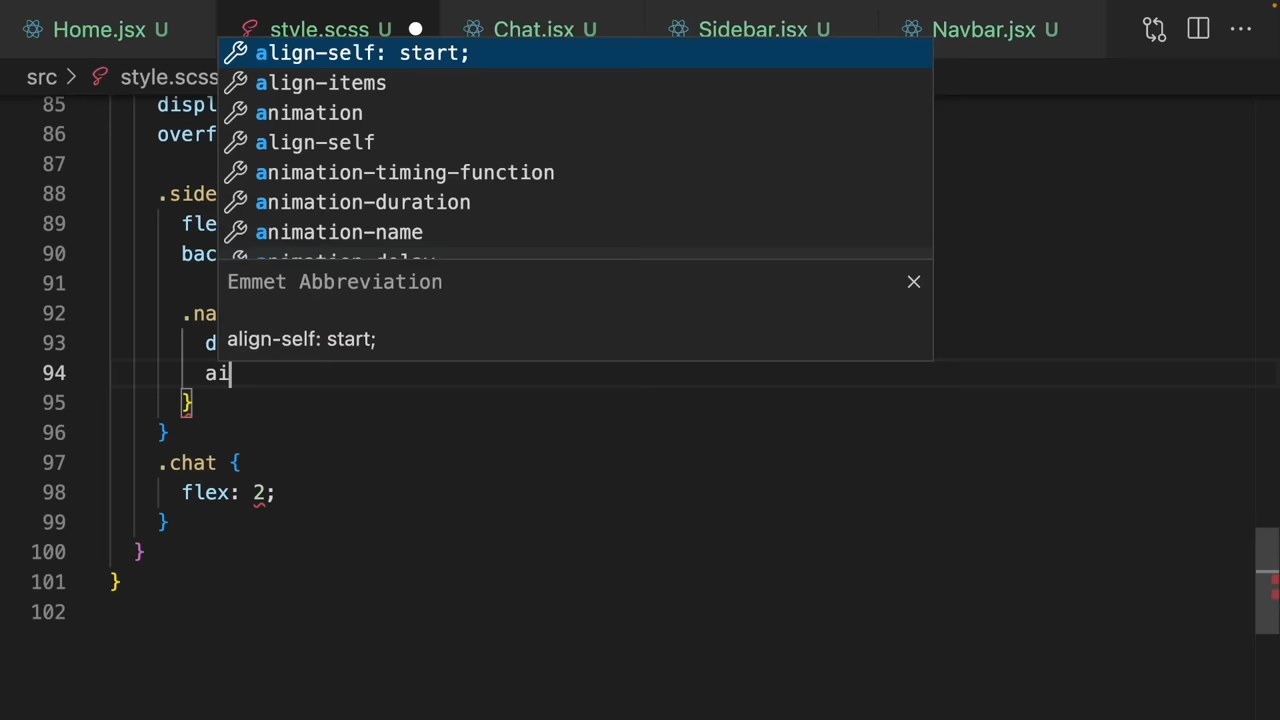 Home.jsx U style.scss U Chat.jsx U Sidebar.jsx U Navbar.jsx U
src > style.scss
align-self: start;
align-items
animation
align-self
animation-timing-function
animation-duration
animation-name
animation-delay
Emmet Abbreviation
align-self: start;
85 displ
86 overf
87
88 .side
89 fle
90 bac
91
92 .na
93 d
94 ai
95 }
96 }
97 .chat {
98 flex: 2;
99 }
100 }
101 }
102